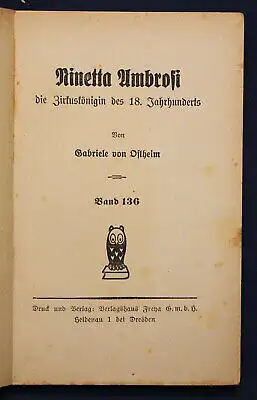 Ninetta Ambrosi
die Zirkuskönigin des 18. Jahrhunderts
Von
Gabriele von Ostheim
Band 136
Druck und Verlag: Verlagshaus Freya G.m.b.H.
Heidenau 1 bei Dresden